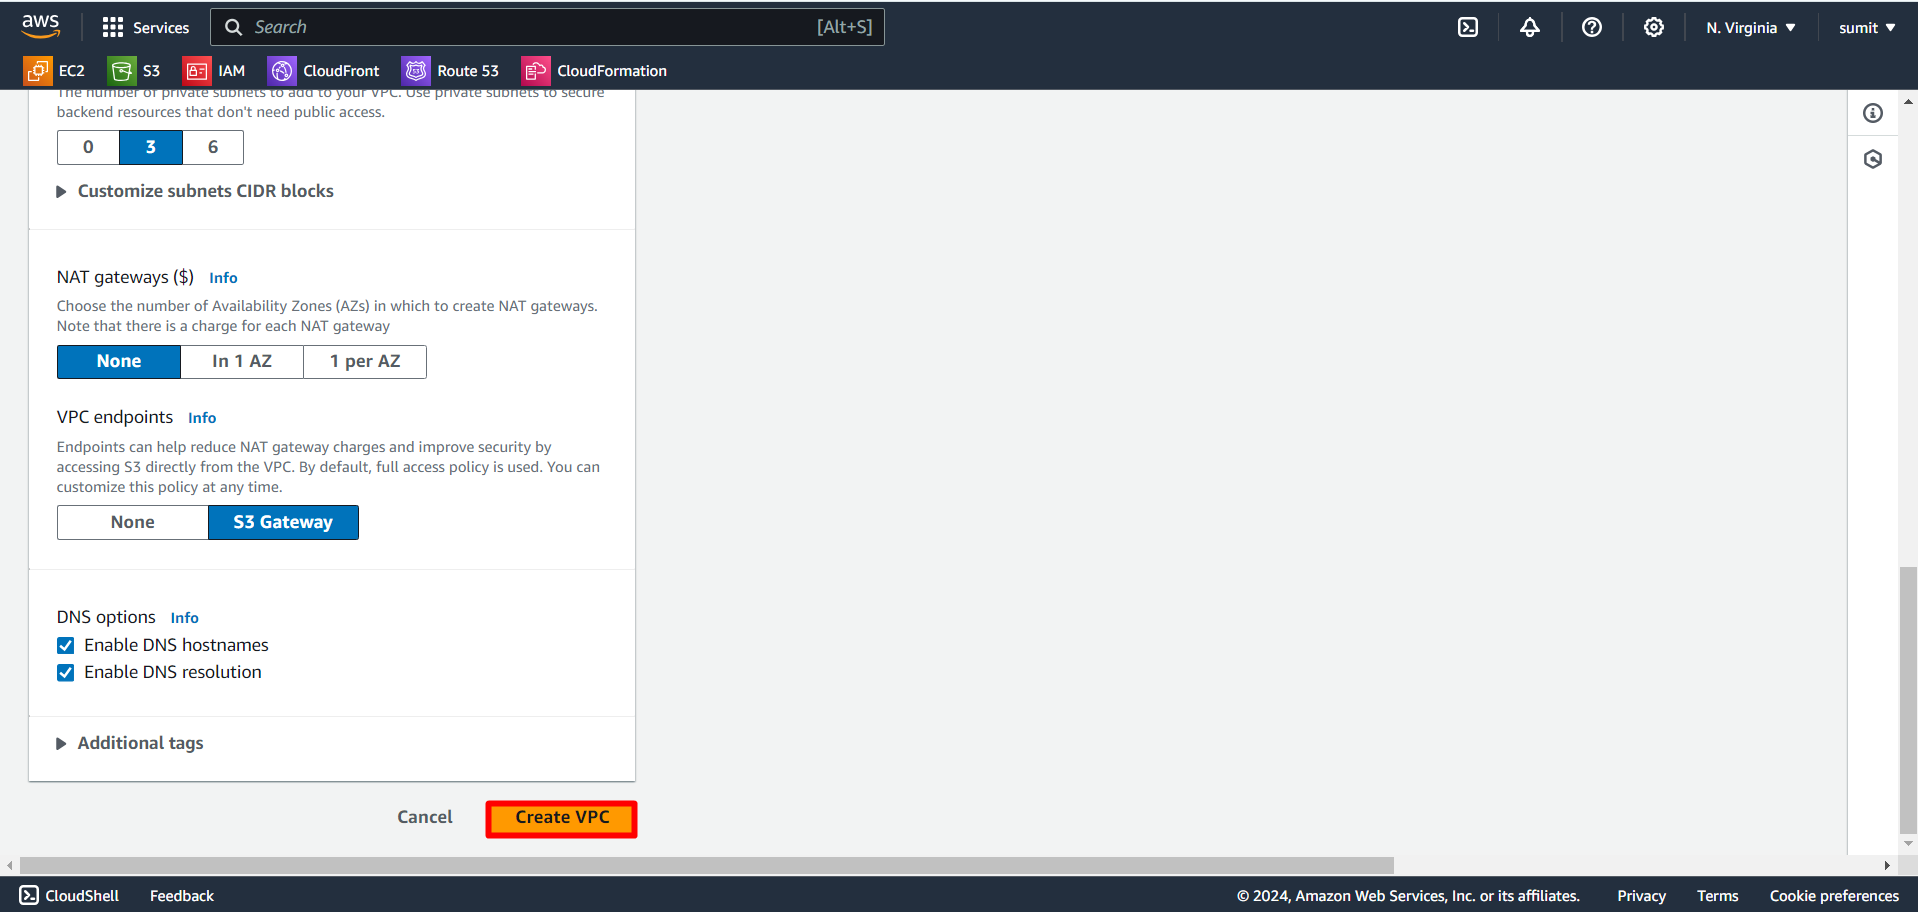 aws
Services
Search
[Alt+S]
N. Virginia
sumit
EC2
S3
IAM
CloudFront
53
Route 53
CloudFormation
The number of private subnets to add to your VPC. Use private subnets to secure
backend resources that don't need public access.
0 3 6
Customize subnets CIDR blocks
NAT gateways ($) Info
Choose the number of Availability Zones (AZs) in which to create NAT gateways.
Note that there is a charge for each NAT gateway
None In 1 AZ 1 per AZ
VPC endpoints Info
Endpoints can help reduce NAT gateway charges and improve security by
accessing S3 directly from the VPC. By default, full access policy is used. You can
customize this policy at any time.
None S3 Gateway
DNS options Info
Enable DNS hostnames
Enable DNS resolution
Additional tags
Cancel Create VPC
CloudShell Feedback © 2024, Amazon Web Services, Inc. or its affiliates. Privacy Terms Cookie preferences